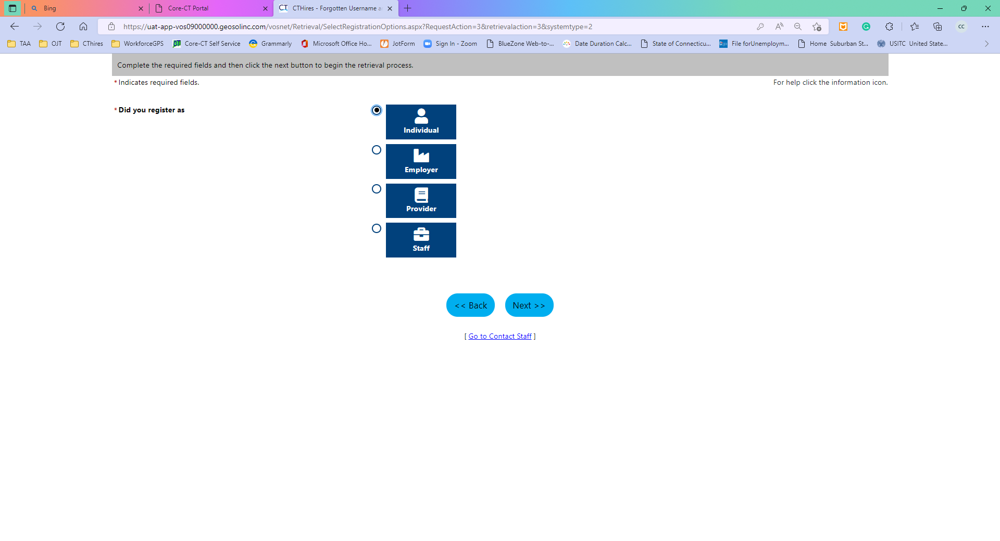 Bing
Core-CT Portal
CT CTHires - Forgotten Username a
https://uat-app-vos09000000.geosolinc.com/vosnet/Retrieval/SelectRegistrationOptions.aspx?RequestAction=3&retrievalaction=3&systemtype=2
CC
TAA
OJT
CThires
WorkforceGPS
Core-CT Self Service
Grammarly
Microsoft Office Ho...
JotForm
Sign In - Zoom
BlueZone Web-to-...
Date Duration Calc...
State of Connecticu...
File forUnemploym...
Home Suburban St...
USITC United State...
Complete the required fields and then click the next button to begin the retrieval process.
* Indicates required fields.
For help click the information icon.
* Did you register as
Individual
Employer
Provider
Staff
<< Back
Next >>
[ Go to Contact Staff ]